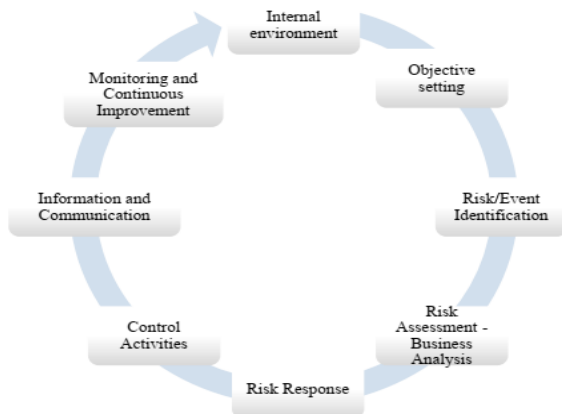 Internal
environment
Objective
setting
Risk/Event
Identification
Risk
Assessment -
Business
Analysis
Risk Response
Control
Activities
Information and
Communication
Monitoring and
Continuous
Improvement